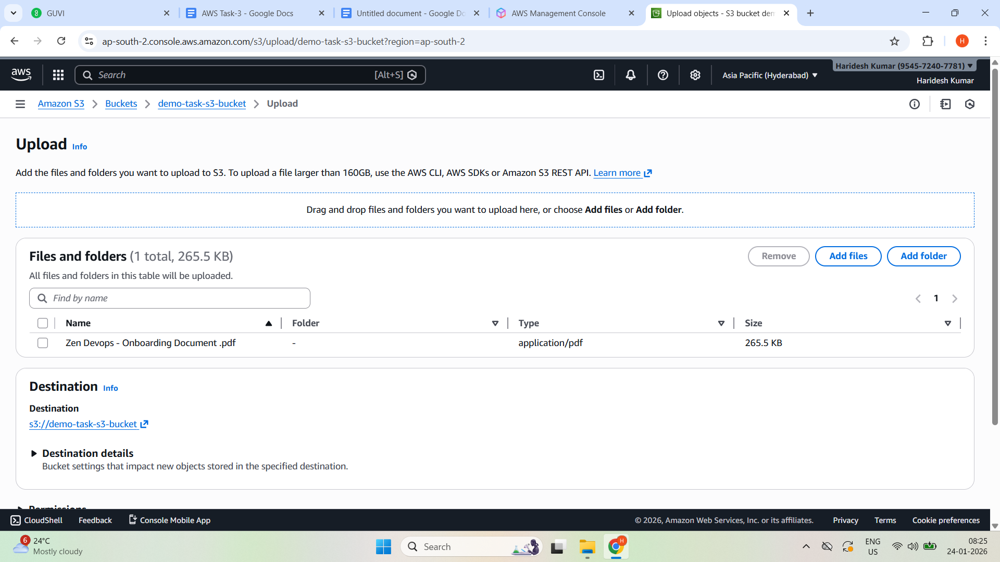 GUVI
AWS Task-3 - Google Docs
Untitled document - Google Do
AWS Management Console
Upload objects - S3 bucket dem
ap-south-2.console.aws.amazon.com/s3/upload/demo-task-s3-bucket?region=ap-south-2
H
aws
Search
[Alt+S]
Asia Pacific (Hyderabad)
Haridesh Kumar (9545-7240-7781)
Haridesh Kumar
Amazon S3
Buckets
demo-task-s3-bucket
Upload
Upload Info
Add the files and folders you want to upload to S3. To upload a file larger than 160GB, use the AWS CLI, AWS SDKs or Amazon S3 REST API. Learn more
Drag and drop files and folders you want to upload here, or choose Add files or Add folder.
Files and folders (1 total, 265.5 KB)
Remove
Add files
Add folder
All files and folders in this table will be uploaded.
Find by name
1
Name Folder Type Size
Zen Devops - Onboarding Document .pdf - application/pdf 265.5 KB
Destination Info
Destination
s3://demo-task-s3-bucket
Destination details
Bucket settings that impact new objects stored in the specified destination.
Permissions
CloudShell
Feedback
Console Mobile App
© 2026, Amazon Web Services, Inc. or its affiliates.
Privacy
Terms
Cookie preferences
6
24°C
Mostly cloudy
Search
H
ENG
US
08:25
24-01-2026